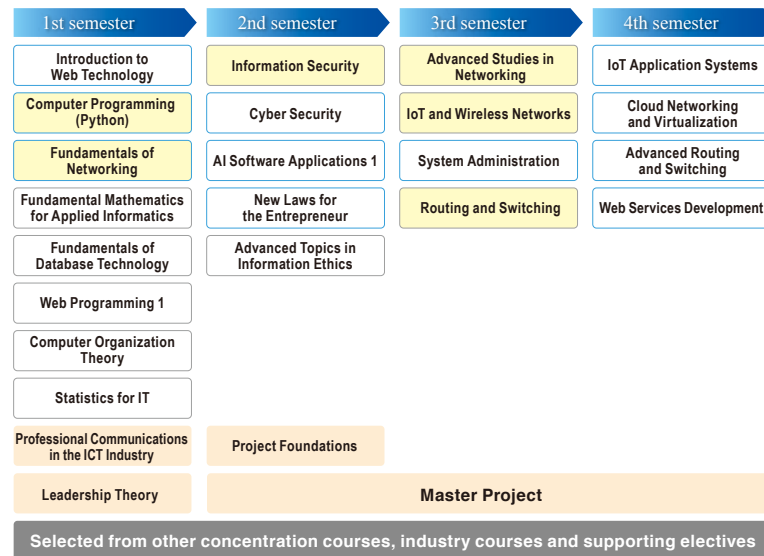 1st semester
2nd semester
3rd semester
4th semester
Introduction to
Web Technology
Computer Programming
(Python)
Fundamentals of
Networking
Fundamental Mathematics
for Applied Informatics
Fundamentals of
Database Technology
Web Programming 1
Computer Organization
Theory
Statistics for IT
Professional Communications
in the ICT Industry
Leadership Theory
Information Security
Cyber Security
AI Software Applications 1
New Laws for
the Entrepreneur
Advanced Topics in
Information Ethics
Project Foundations
Advanced Studies in
Networking
IoT and Wireless Networks
System Administration
Routing and Switching
IoT Application Systems
Cloud Networking
and Virtualization
Advanced Routing
and Switching
Web Services Development
Master Project
Selected from other concentration courses, industry courses and supporting electives